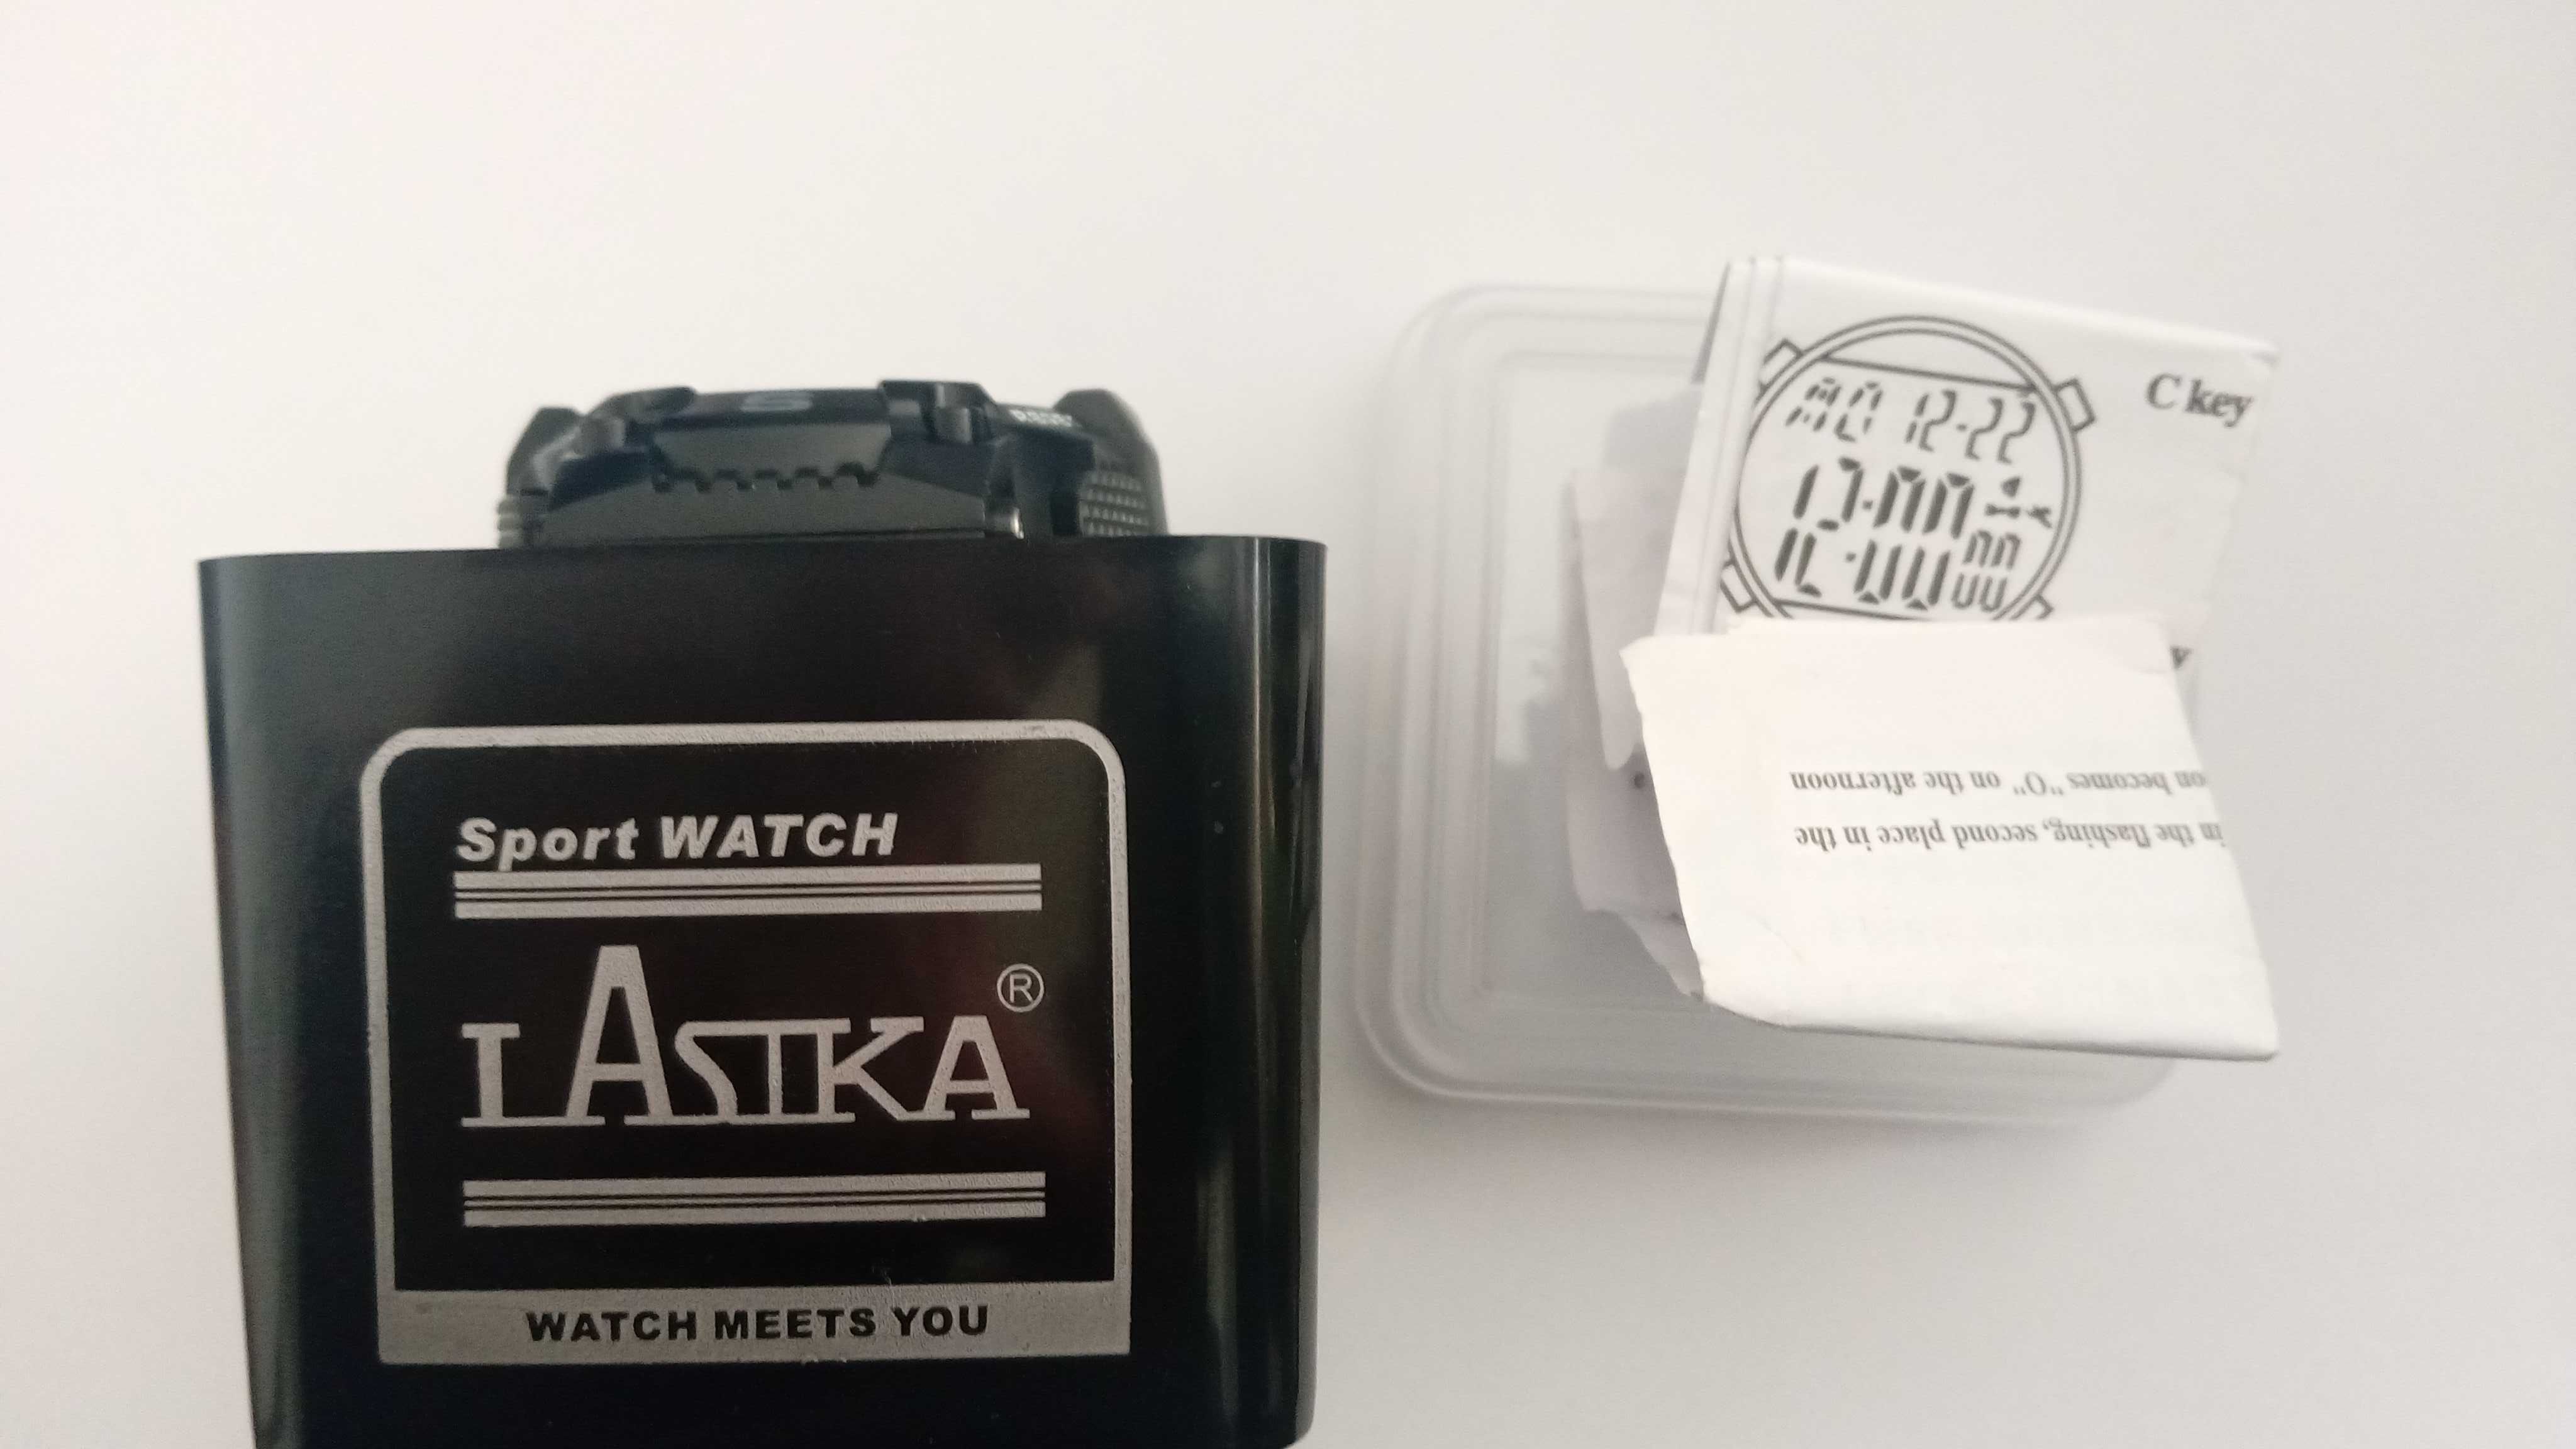 Sport WATCH
LASIKA®
WATCH MEETS YOU
C key
MO 12-22
12:00 00
in the flashing, second place in the
on becomes "O" on the afternoon